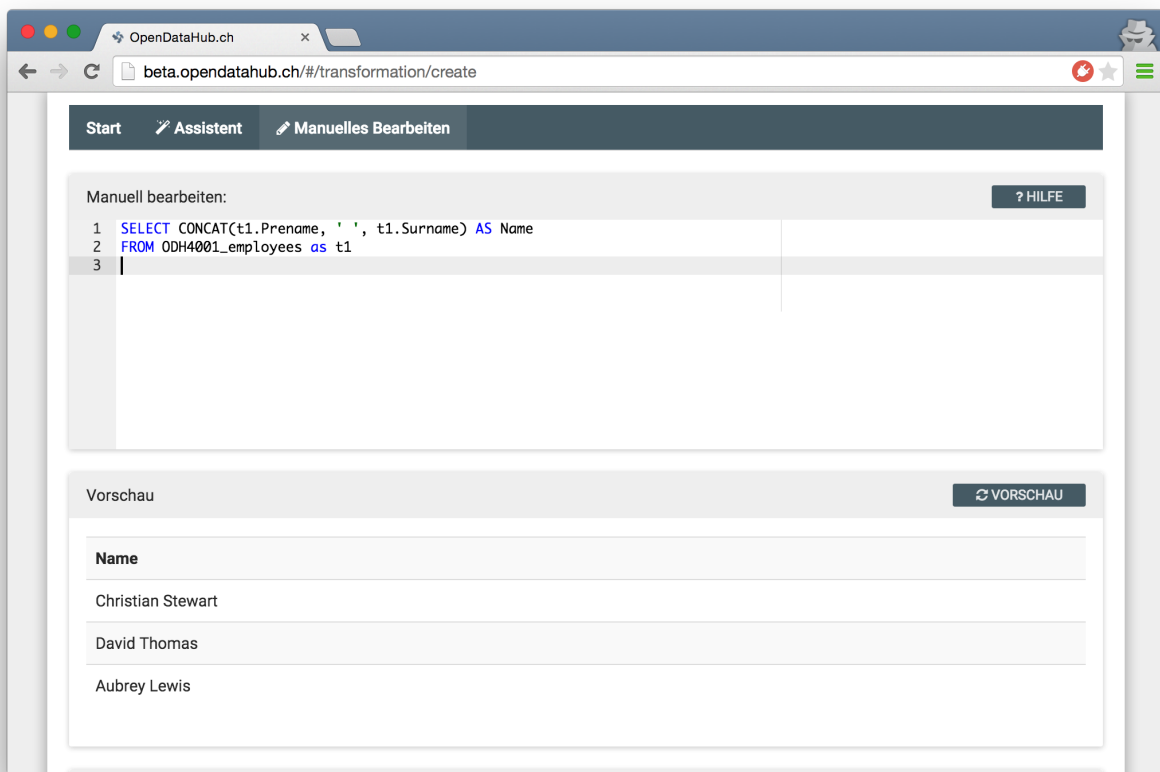 OpenDataHub.ch
beta.opendatahub.ch/#/transformation/create
Start Assistent Manuelles Bearbeiten
Manuell bearbeiten: ? HILFE
1 SELECT CONCAT(t1.Prename, ' ', t1.Surname) AS Name
2 FROM ODH4001_employees as t1
3
Vorschau VORSCHAU
Name
Christian Stewart
David Thomas
Aubrey Lewis